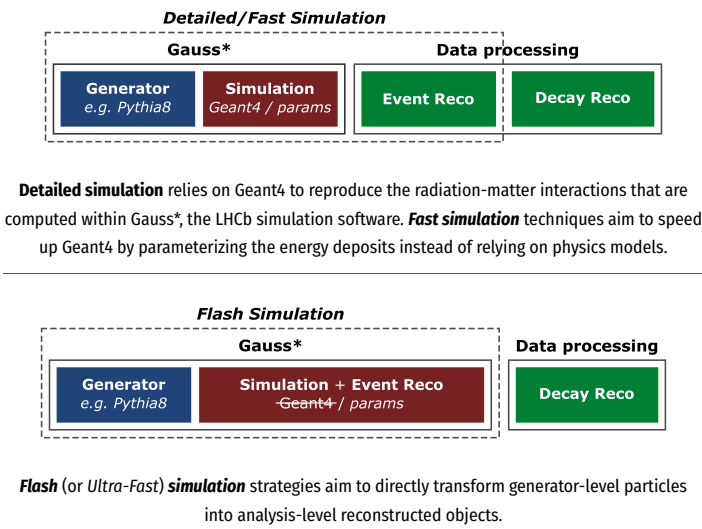 Detailed/Fast Simulation
Gauss*
Data processing
Generator
e.g. Pythia8
Simulation
Geant4 / params
Event Reco
Decay Reco
Detailed simulation relies on Geant4 to reproduce the radiation-matter interactions that are
computed within Gauss*, the LHCb simulation software. Fast simulation techniques aim to speed
up Geant4 by parameterizing the energy deposits instead of relying on physics models.
Flash Simulation
Gauss*
Data processing
Generator
e.g. Pythia8
Simulation + Event Reco
Geant4 / params
Decay Reco
Flash (or Ultra-Fast) simulation strategies aim to directly transform generator-level particles
into analysis-level reconstructed objects.